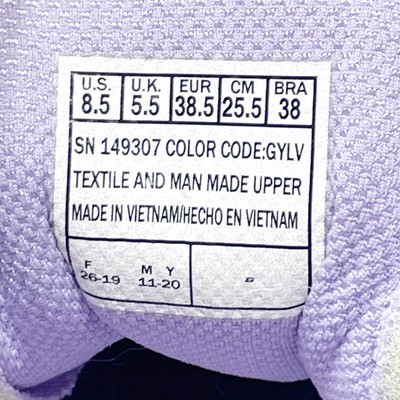 U.S. U.K. EUR CM BRA
8.5 5.5 38.5 25.5 38
SN 149307 COLOR CODE:GYLV
TEXTILE AND MAN MADE UPPER
MADE IN VIETNAM/HECHO EN VIETNAM
F M Y
26-19 11-20